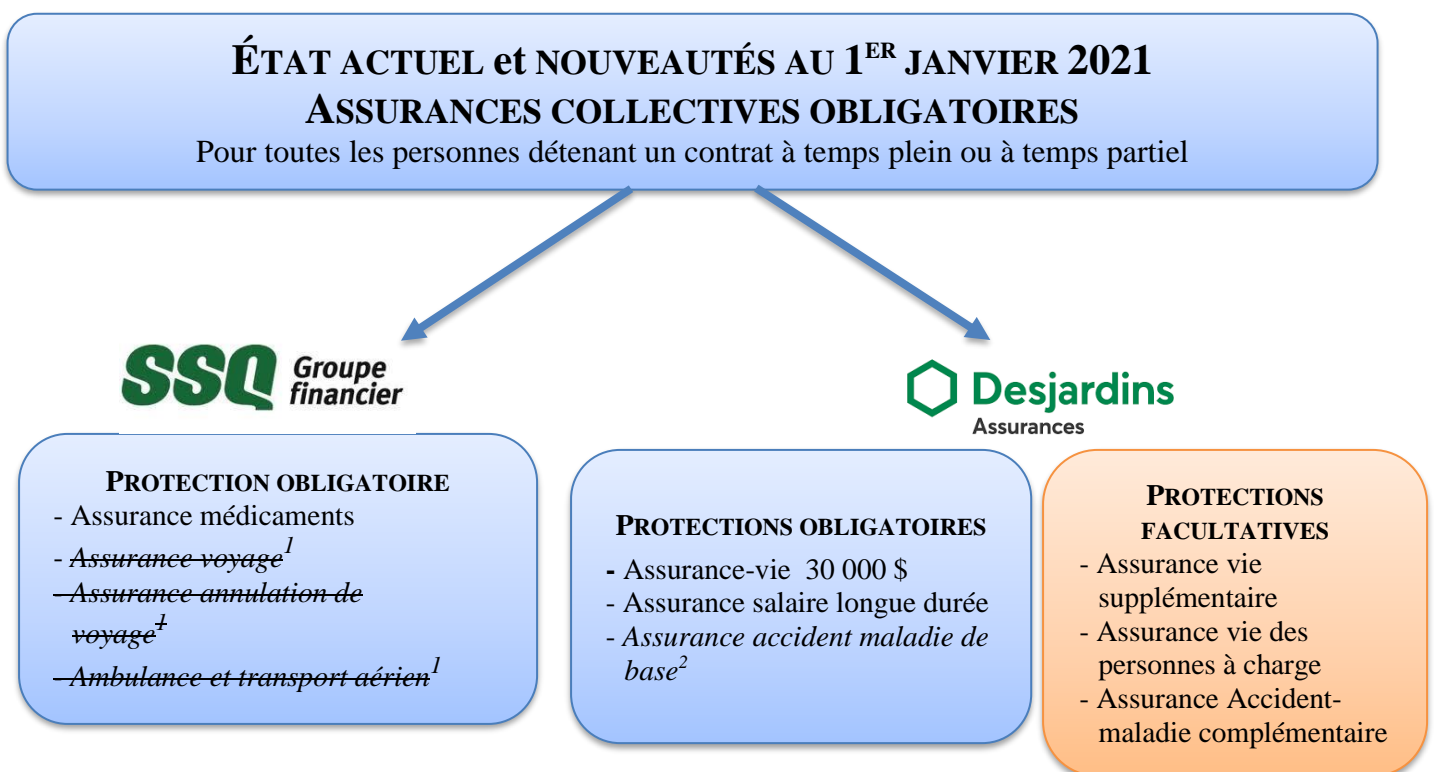 ÉTAT ACTUEL et NOUVEAUTÉS AU 1ER JANVIER 2021
ASSURANCES COLLECTIVES OBLIGATOIRES
Pour toutes les personnes détenant un contrat à temps plein ou à temps partiel
SSQ Groupe
financier
PROTECTION OBLIGATOIRE
- Assurance médicaments
- Assurance voyage1
- Assurance annulation de
voyage1
- Ambulance et transport aérien1
Desjardins
Assurances
PROTECTIONS OBLIGATOIRES
- Assurance-vie 30 000 $
- Assurance salaire longue durée
- Assurance accident maladie de
base2
PROTECTIONS
FACULTATIVES
- Assurance vie
supplémentaire
- Assurance vie des
personnes à charge
- Assurance Accident-
maladie complémentaire